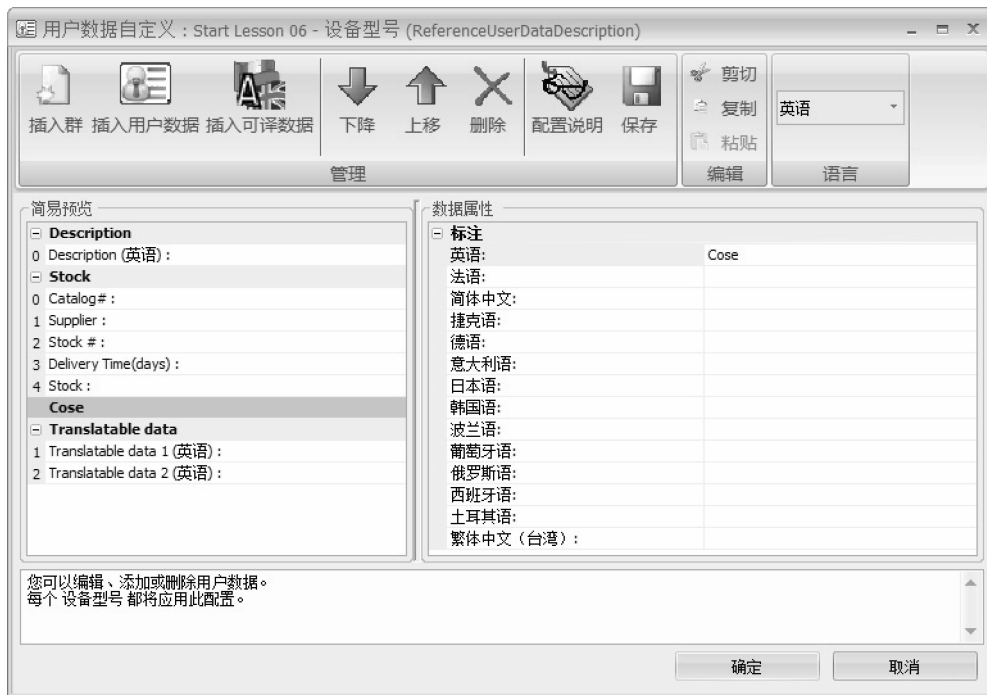 用户数据自定义：Start Lesson 06 - 设备型号 (ReferenceUserDataDescription)
插入群 插入用户数据 插入可译数据 下降 上移 删除 配置说明 保存
剪切
复制
粘贴
英语
管理 编辑 语言
简易预览
Description
0 Description (英语) :
Stock
0 Catalog# :
1 Supplier :
2 Stock # :
3 Delivery Time(days) :
4 Stock :
Cose
Translatable data
1 Translatable data 1 (英语) :
2 Translatable data 2 (英语) :
数据属性
标注
英语: Cose
法语:
简体中文:
捷克语:
德语:
意大利语:
日本语:
韩国语:
波兰语:
葡萄牙语:
俄罗斯语:
西班牙语:
土耳其语:
繁体中文（台湾）:
您可以编辑、添加或删除用户数据。
每个 设备型号 都将应用此配置。
确定 取消